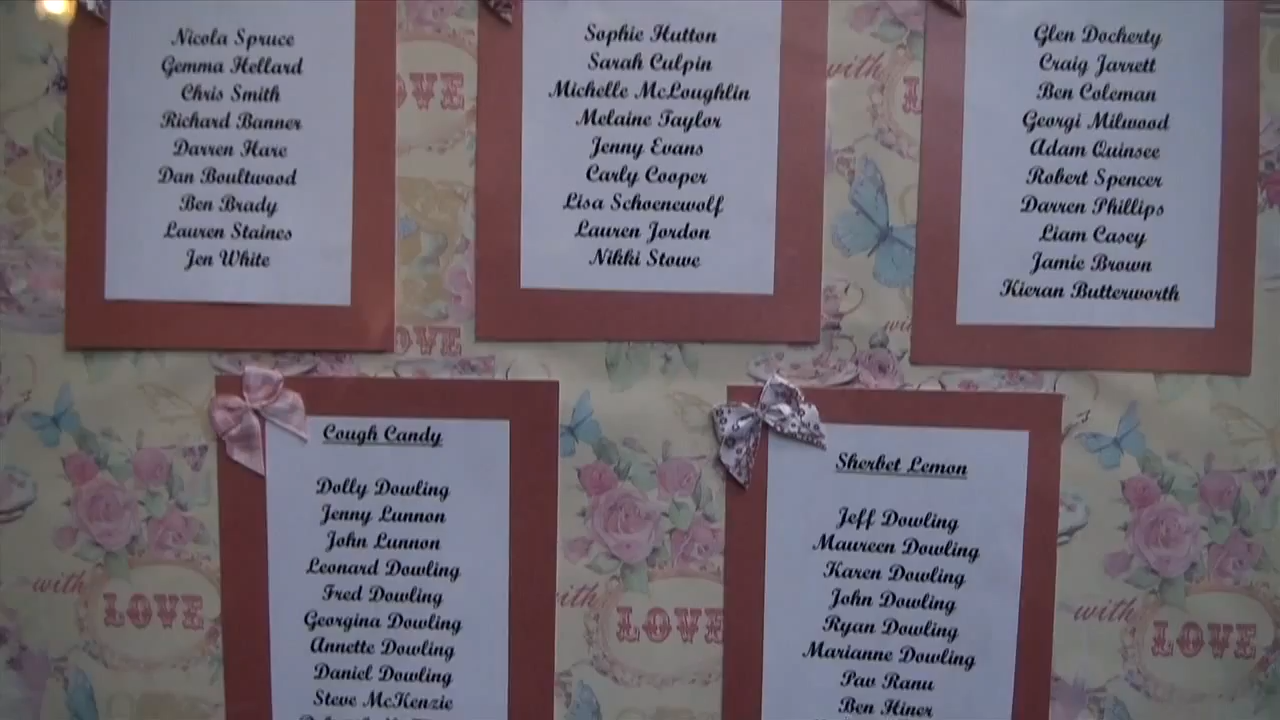 Nicola Spruce
Gemma Hellard
Chris Smith
Richard Banner
Darren Hare
Dan Boultwood
Ben Brady
Lauren Staines
Jen White
Sophie Hutton
Sarah Culpin
Michelle McLoughlin
Melaine Taylor
Jenny Evans
Carly Cooper
Lisa Schoenewolf
Lauren Jordon
Nikki Stowe
Glen Docherty
Craig Jarrett
Ben Coleman
Georgi Milwood
Adam Quinsee
Robert Spencer
Darren Phillips
Liam Casey
Jamie Brown
Kieran Butterworth
Cough Candy
Dolly Dowling
Jenny Lunnon
John Lunnon
Leonard Dowling
Fred Dowling
Georgina Dowling
Annette Dowling
Daniel Dowling
Steve McKenzie
Sherbet Lemon
Jeff Dowling
Maureen Dowling
Karen Dowling
John Dowling
Ryan Dowling
Marianne Dowling
Pav Ranu
Ben Hiner
with
LOVE
with
LOVE
with
LOVE